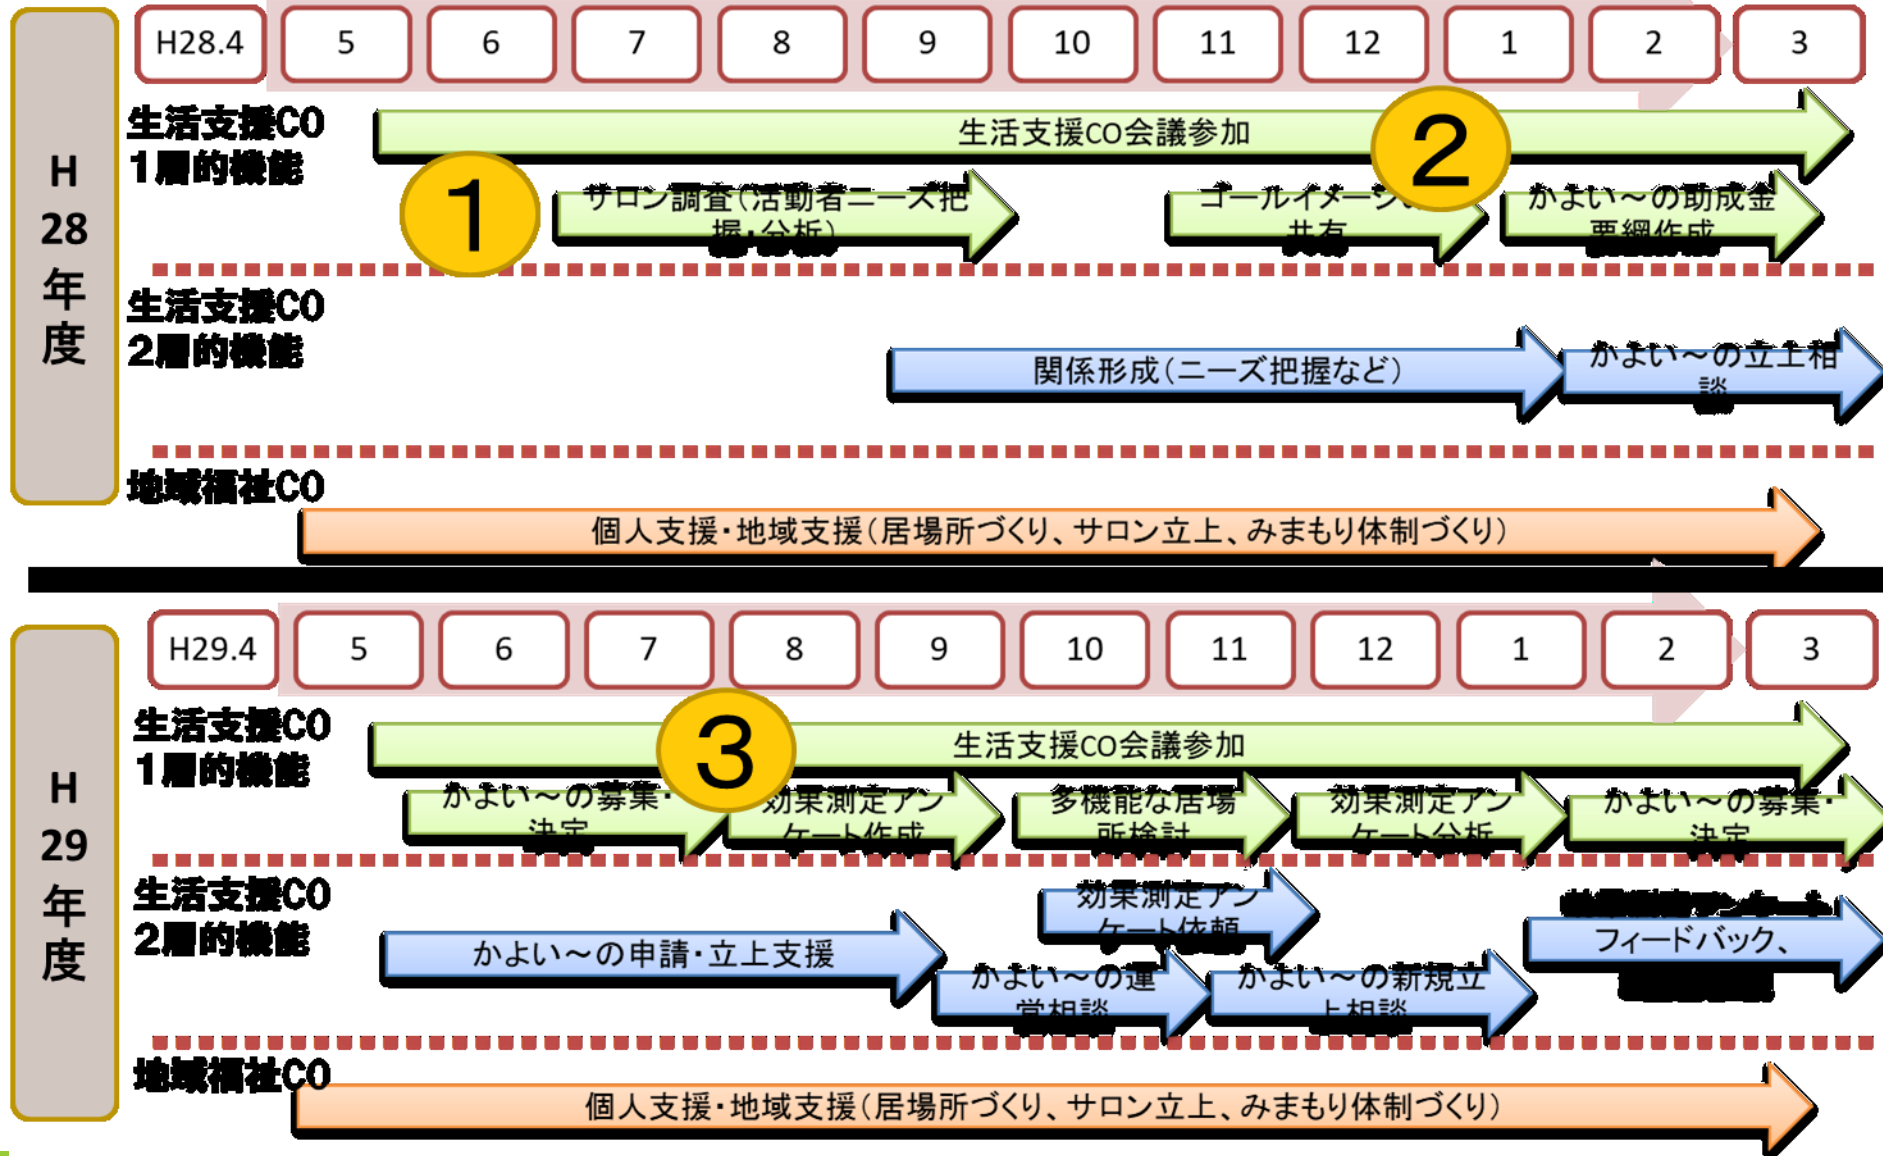 H28.4 5 6 7 8 9 10 11 12 1 2 3
H
28
年
度
生活支援CO
1層的機能
生活支援CO会議参加
①
②
サロン調査(活動者ニーズ把
握・分析)
ゴールイメージの
共有
かよい～の助成金
要綱作成
生活支援CO
2層的機能
関係形成(ニーズ把握など)
かよい～の立上相
談
地域福祉CO
個人支援・地域支援(居場所づくり、サロン立上、みまもり体制づくり)
H29.4 5 6 7 8 9 10 11 12 1 2 3
H
29
年
度
生活支援CO
1層的機能
③
生活支援CO会議参加
かよい～の募集・
決定
効果測定アン
ケート作成
多機能な居場
所検討
効果測定アン
ケート分析
かよい～の募集・
決定
生活支援CO
2層的機能
かよい～の申請・立上支援
効果測定アン
ケート依頼
かよい～の運
営相談
かよい～の新規立
上相談
フィードバック、
地域福祉CO
個人支援・地域支援(居場所づくり、サロン立上、みまもり体制づくり)